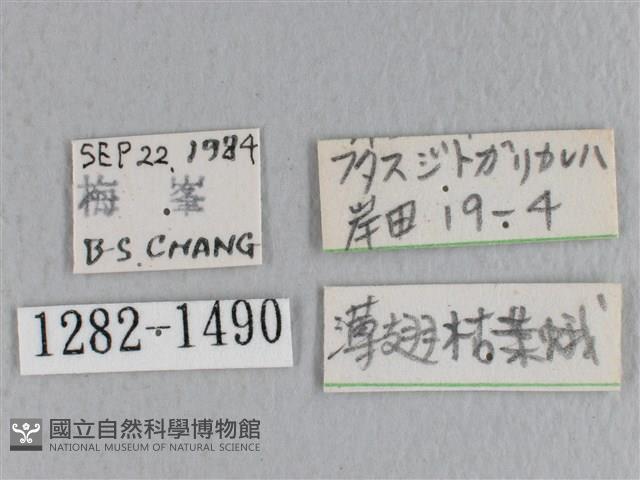 SEP 22, 1984
梅峯
B-S. CHANG
フタスジトガリカレハ
岸田 19-4
1282-1490
薄翅枯葉蛾
國立自然科學博物館
NATIONAL MUSEUM OF NATURAL SCIENCE